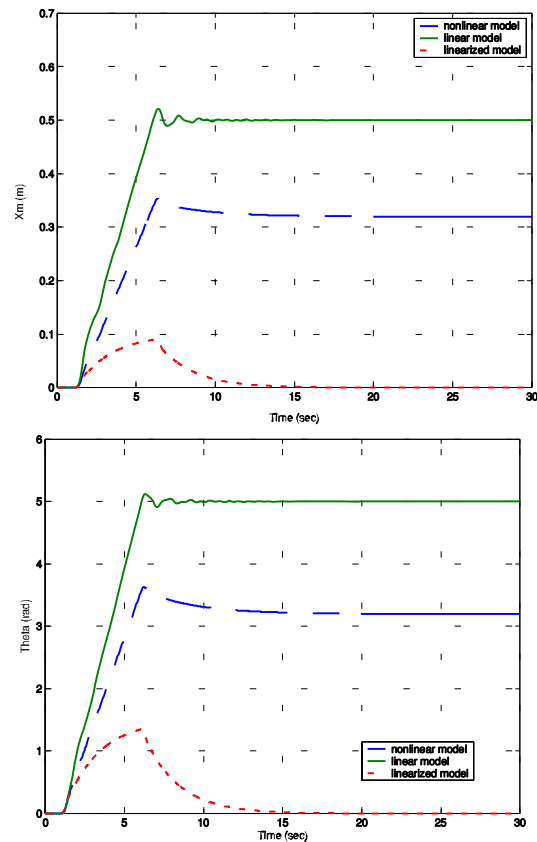 0.7
nonlinear model
linear model
linearized model
0.6
0.5
0.4
Xm (m)
0.3
0.2
0.1
0
0 5 10 15 20 25 30
Time (sec)
6
5
4
Theta (rad)
3
2
nonlinear model
linear model
linearized model
1
0
0 5 10 15 20 25 30
Time (sec)